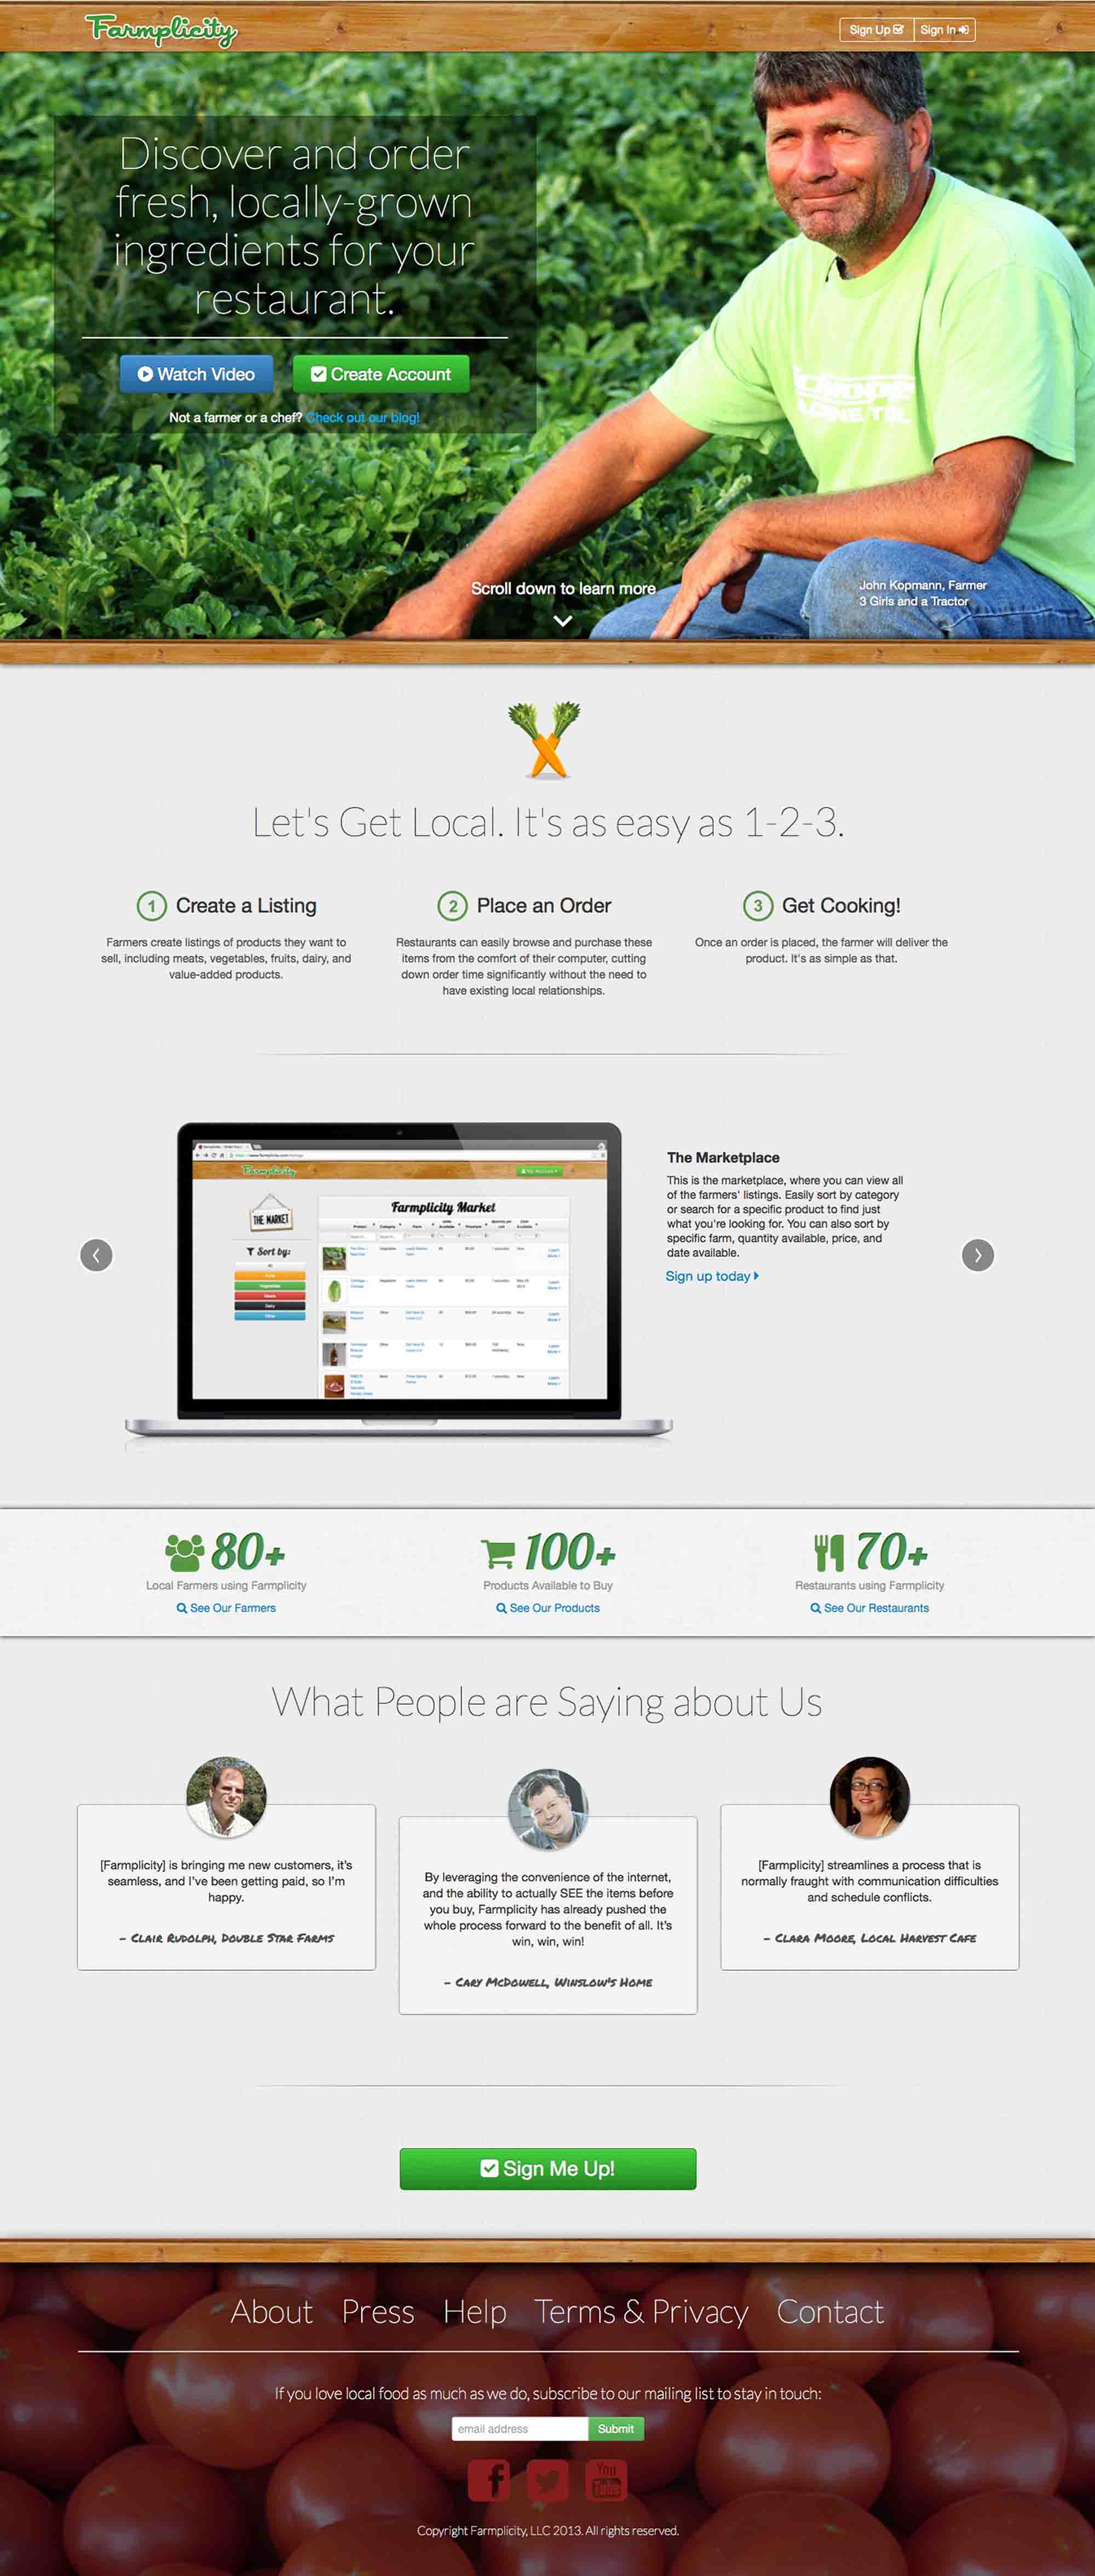 Farmplicity
Sign Up
Sign In
Discover and order
fresh, locally-grown
ingredients for your
restaurant.
Watch Video
Create Account
Not a farmer or a chef? Check out our blog!
Scroll down to learn more
John Kopmann, Farmer
3 Girls and a Tractor
Let's Get Local. It's as easy as 1-2-3.
1 Create a Listing
Farmers create listings of products they want to
sell, including meats, vegetables, fruits, dairy, and
value-added products.
2 Place an Order
Restaurants can easily browse and purchase these
items from the comfort of their computer, cutting
down order time significantly without the need to
have existing local relationships.
3 Get Cooking!
Once an order is placed, the farmer will deliver the
product. It's as simple as that.
Farmplicity
My Account
THE MARKET
Sort by:
All
Vegetables
Meats
Dairy
Other
Farmplicity Market
The Marketplace
This is the marketplace, where you can view all
of the farmers' listings. Easily sort by category
or search for a specific product to find just
what you're looking for. You can also sort by
specific farm, quantity available, price, and
date available.
Sign up today
80+
Local Farmers using Farmplicity
See Our Farmers
100+
Products Available to Buy
See Our Products
70+
Restaurants using Farmplicity
See Our Restaurants
What People are Saying about Us
[Farmplicity] is bringing me new customers, it's
seamless, and I've been getting paid, so I'm
happy.
– Clair Rudolph, Double Star Farms
By leveraging the convenience of the internet,
and the ability to actually SEE the items before
you buy, Farmplicity has already pushed the
whole process forward to the benefit of all. It's
win, win, win!
– Cary McDowell, Winslow's Home
[Farmplicity] streamlines a process that is
normally fraught with communication difficulties
and schedule conflicts.
– Clara Moore, Local Harvest Cafe
Sign Me Up!
About Press Help Terms & Privacy Contact
If you love local food as much as we do, subscribe to our mailing list to stay in touch:
email address
Submit
You
Tube
Copyright Farmplicity, LLC 2013. All rights reserved.